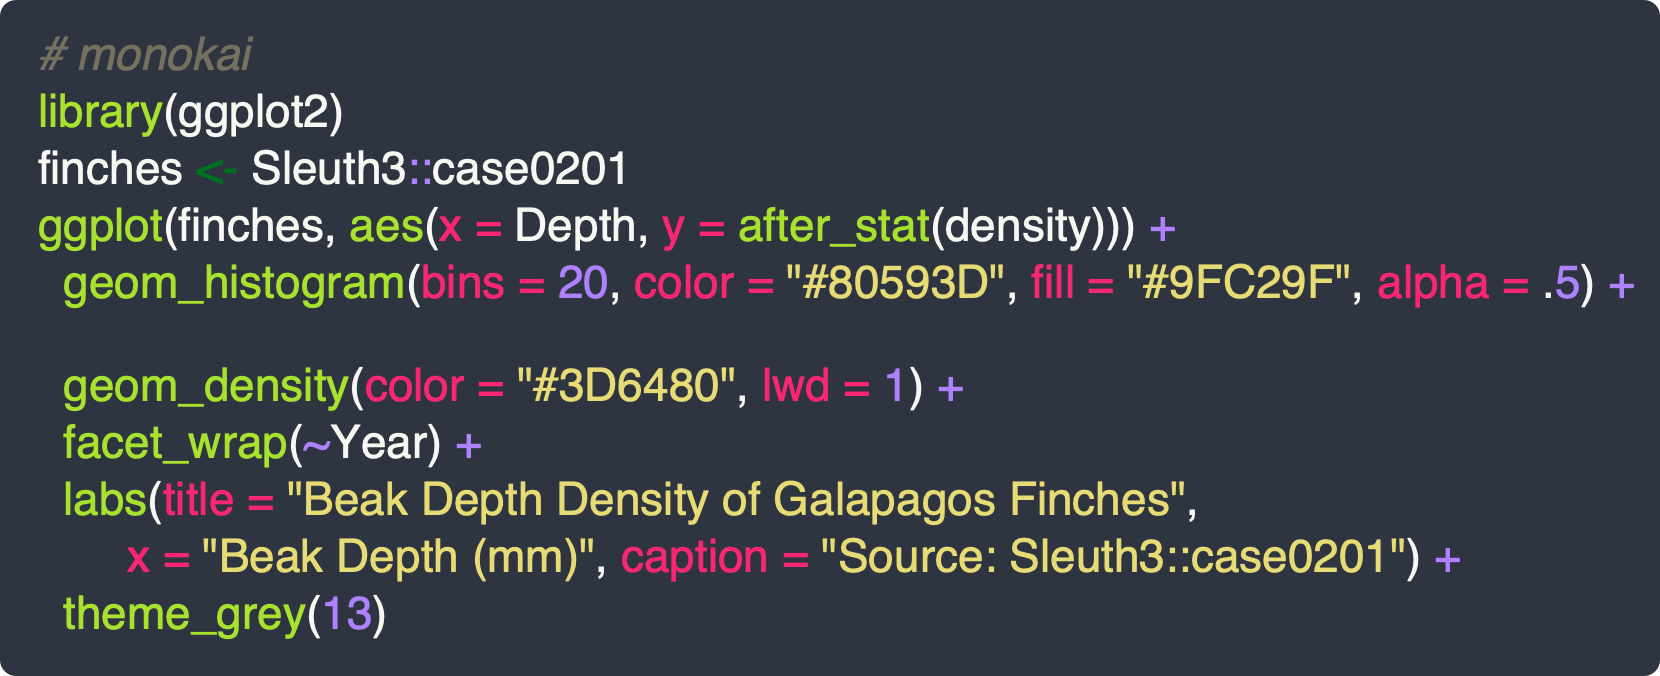 # monokai
library(ggplot2)
finches <- Sleuth3::case0201
ggplot(finches, aes(x = Depth, y = after_stat(density))) +
  geom_histogram(bins = 20, color = "#80593D", fill = "#9FC29F", alpha = .5) +

  geom_density(color = "#3D6480", lwd = 1) +
  facet_wrap(~Year) +
  labs(title = "Beak Depth Density of Galapagos Finches",
       x = "Beak Depth (mm)", caption = "Source: Sleuth3::case0201") +
  theme_grey(13)